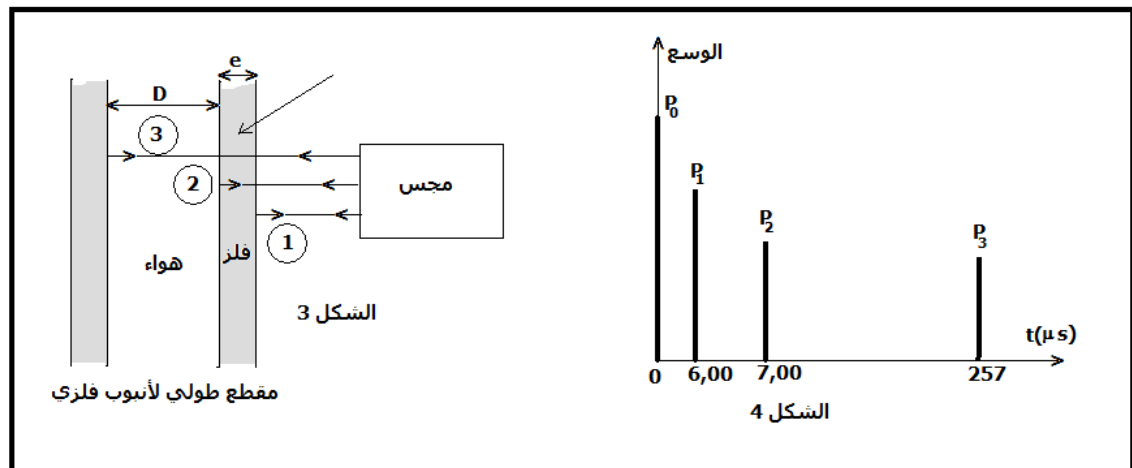 e
D
3
2
1
مجس
فلز
هواء
الشكل 3
مقطع طولي لأنبوب فلزي
الوسع
P0
P1
P2
P3
t(μs)
0 6,00 7,00 257
الشكل 4